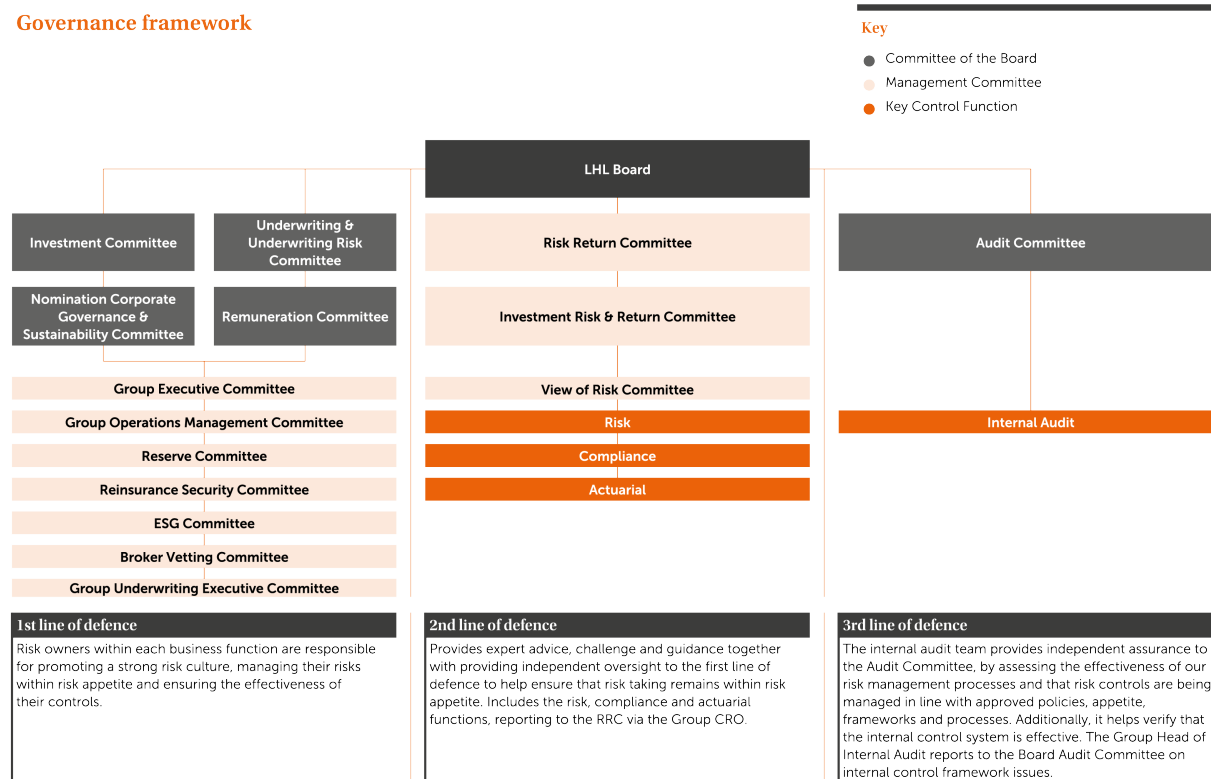 Governance framework
Key
Committee of the Board
Management Committee
Key Control Function
LHL Board
Investment Committee
Underwriting &
Underwriting Risk
Committee
Nomination Corporate
Governance &
Sustainability Committee
Remuneration Committee
Group Executive Committee
Group Operations Management Committee
Reserve Committee
Reinsurance Security Committee
ESG Committee
Broker Vetting Committee
Group Underwriting Executive Committee
Risk Return Committee
Investment Risk & Return Committee
View of Risk Committee
Risk
Compliance
Actuarial
Audit Committee
Internal Audit
1st line of defence
Risk owners within each business function are responsible
for promoting a strong risk culture, managing their risks
within risk appetite and ensuring the effectiveness of
their controls.
2nd line of defence
Provides expert advice, challenge and guidance together
with providing independent oversight to the first line of
defence to help ensure that risk taking remains within risk
appetite. Includes the risk, compliance and actuarial
functions, reporting to the RRC via the Group CRO.
3rd line of defence
The internal audit team provides independent assurance to
the Audit Committee, by assessing the effectiveness of our
risk management processes and that risk controls are being
managed in line with approved policies, appetite,
frameworks and processes. Additionally, it helps verify that
the internal control system is effective. The Group Head of
Internal Audit reports to the Board Audit Committee on
internal control framework issues.